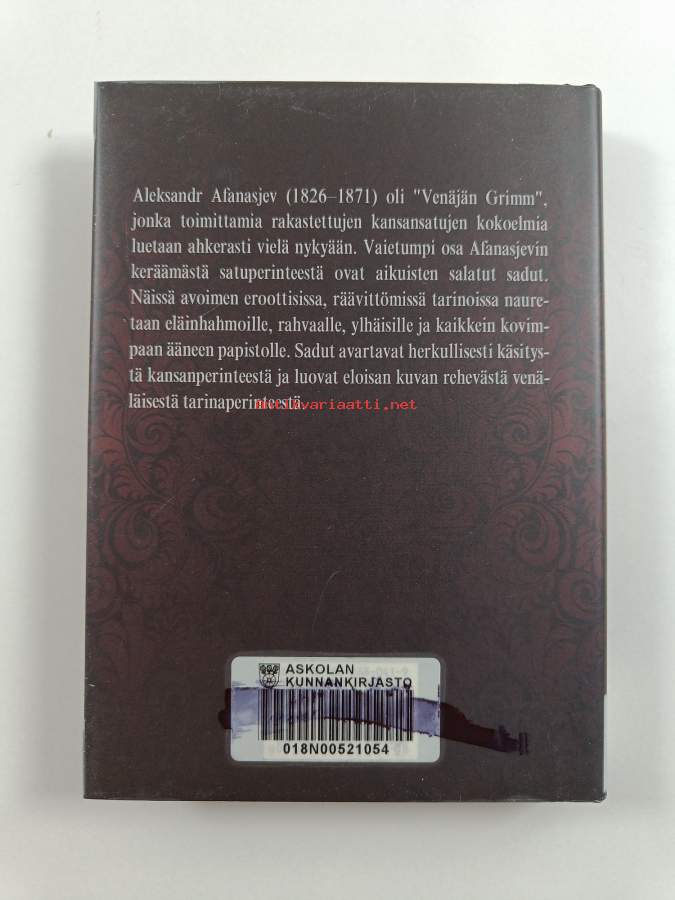 Aleksandr Afanasjev (1826–1871) oli "Venäjän Grimm",
jonka toimittamia rakastettujen kansansatujen kokoelmia
luetaan ahkerasti vielä nykyään. Vaietumpi osa Afanasjevin
keräämästä satuperinteestä ovat aikuisten salatut sadut.
Näissä avoimen eroottisissa, räävittömissä tarinoissa naure-
taan eläinhahmoille, rahvaalle, ylhäisille ja kaikkein kovim-
paan ääneen papistolle. Sadut avartavat herkullisesti käsitys-
tä kansanperinteestä ja luovat eloisan kuvan rehevästä venä-
läisestä tarinaperinteestä.
antikvariaatti.net
ASKOLAN
KUNNANKIRJASTO
018N00521054